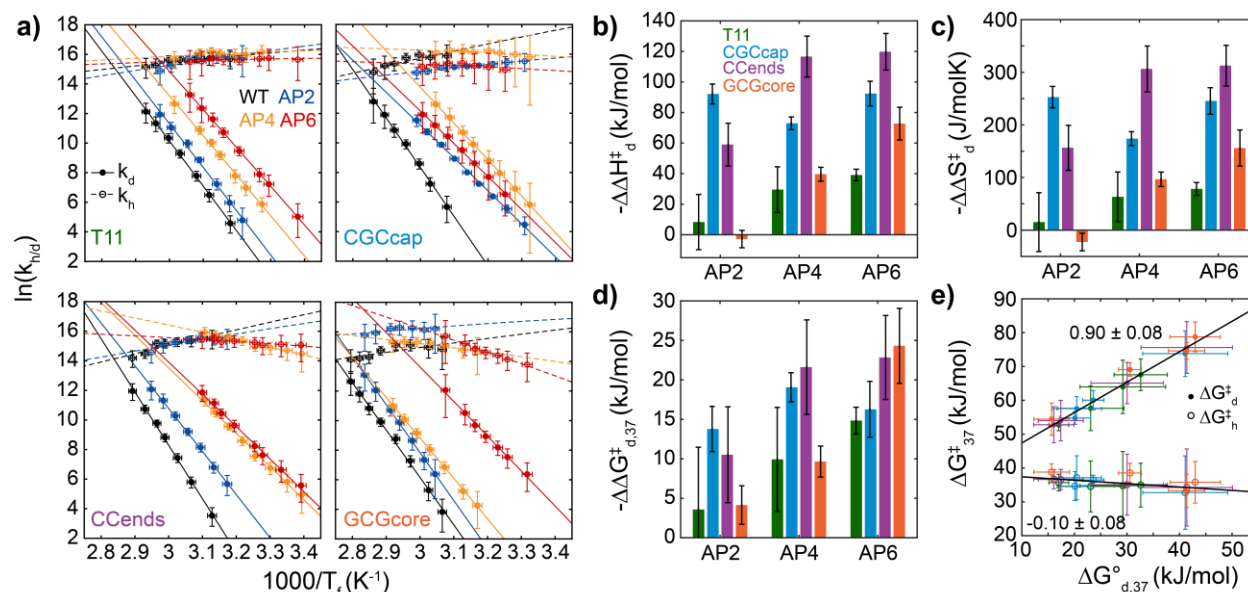 a)
18
16
14
12
10
8
6
4
2
WT AP2
AP4 AP6
k_d
k_h
T11
CGCcap
18
16
14
12
10
8
6
4
2
CCends
GCGcore
ln(k_h/d)
2.8 2.9 3 3.1 3.2 3.3 3.4
2.8 2.9 3 3.1 3.2 3.3 3.4
1000/T_f (K⁻¹)
b)
-ΔΔH‡_d (kJ/mol)
140
120
100
80
60
40
20
0
T11
CGCcap
CCends
GCGcore
AP2 AP4 AP6
c)
-ΔΔS‡_d (J/molK)
400
300
200
100
0
AP2 AP4 AP6
d)
-ΔΔG‡_d,37 (kJ/mol)
30
25
20
15
10
5
0
AP2 AP4 AP6
e)
ΔG‡_37 (kJ/mol)
90
80
70
60
50
40
30
20
0.90 ± 0.08
ΔG‡_d
ΔG‡_h
-0.10 ± 0.08
10 20 30 40 50
ΔG°_d,37 (kJ/mol)